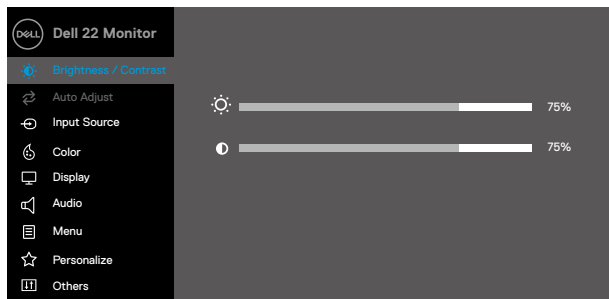 DELL Dell 22 Monitor
Brightness / Contrast
Auto Adjust
Input Source
Color
Display
Audio
Menu
Personalize
Others
75%
75%